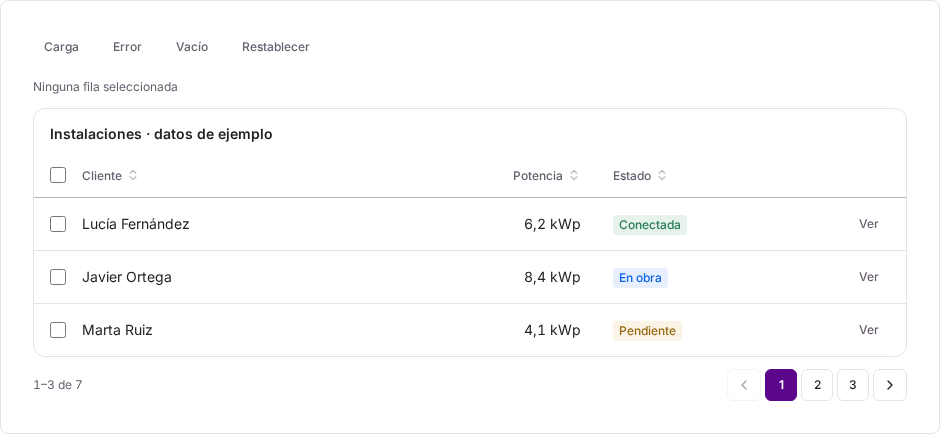 Carga Error Vacío Restablecer
Ninguna fila seleccionada
Instalaciones · datos de ejemplo
Cliente Potencia Estado
Lucía Fernández 6,2 kWp Conectada Ver
Javier Ortega 8,4 kWp En obra Ver
Marta Ruiz 4,1 kWp Pendiente Ver
1–3 de 7 1 2 3